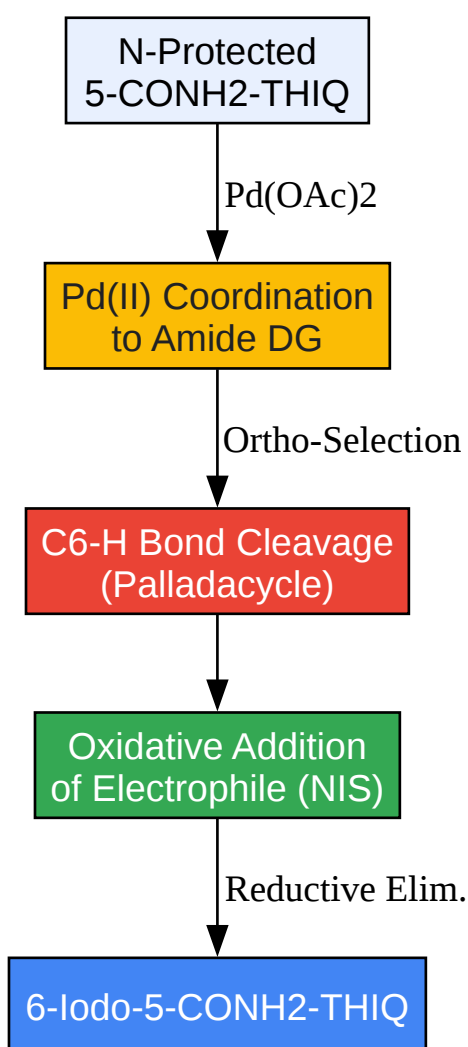 N-Protected
5-CONH2-THIQ
Pd(OAc)2
Pd(II) Coordination
to Amide DG
Ortho-Selection
C6-H Bond Cleavage
(Palladacycle)
Oxidative Addition
of Electrophile (NIS)
Reductive Elim.
6-Iodo-5-CONH2-THIQ